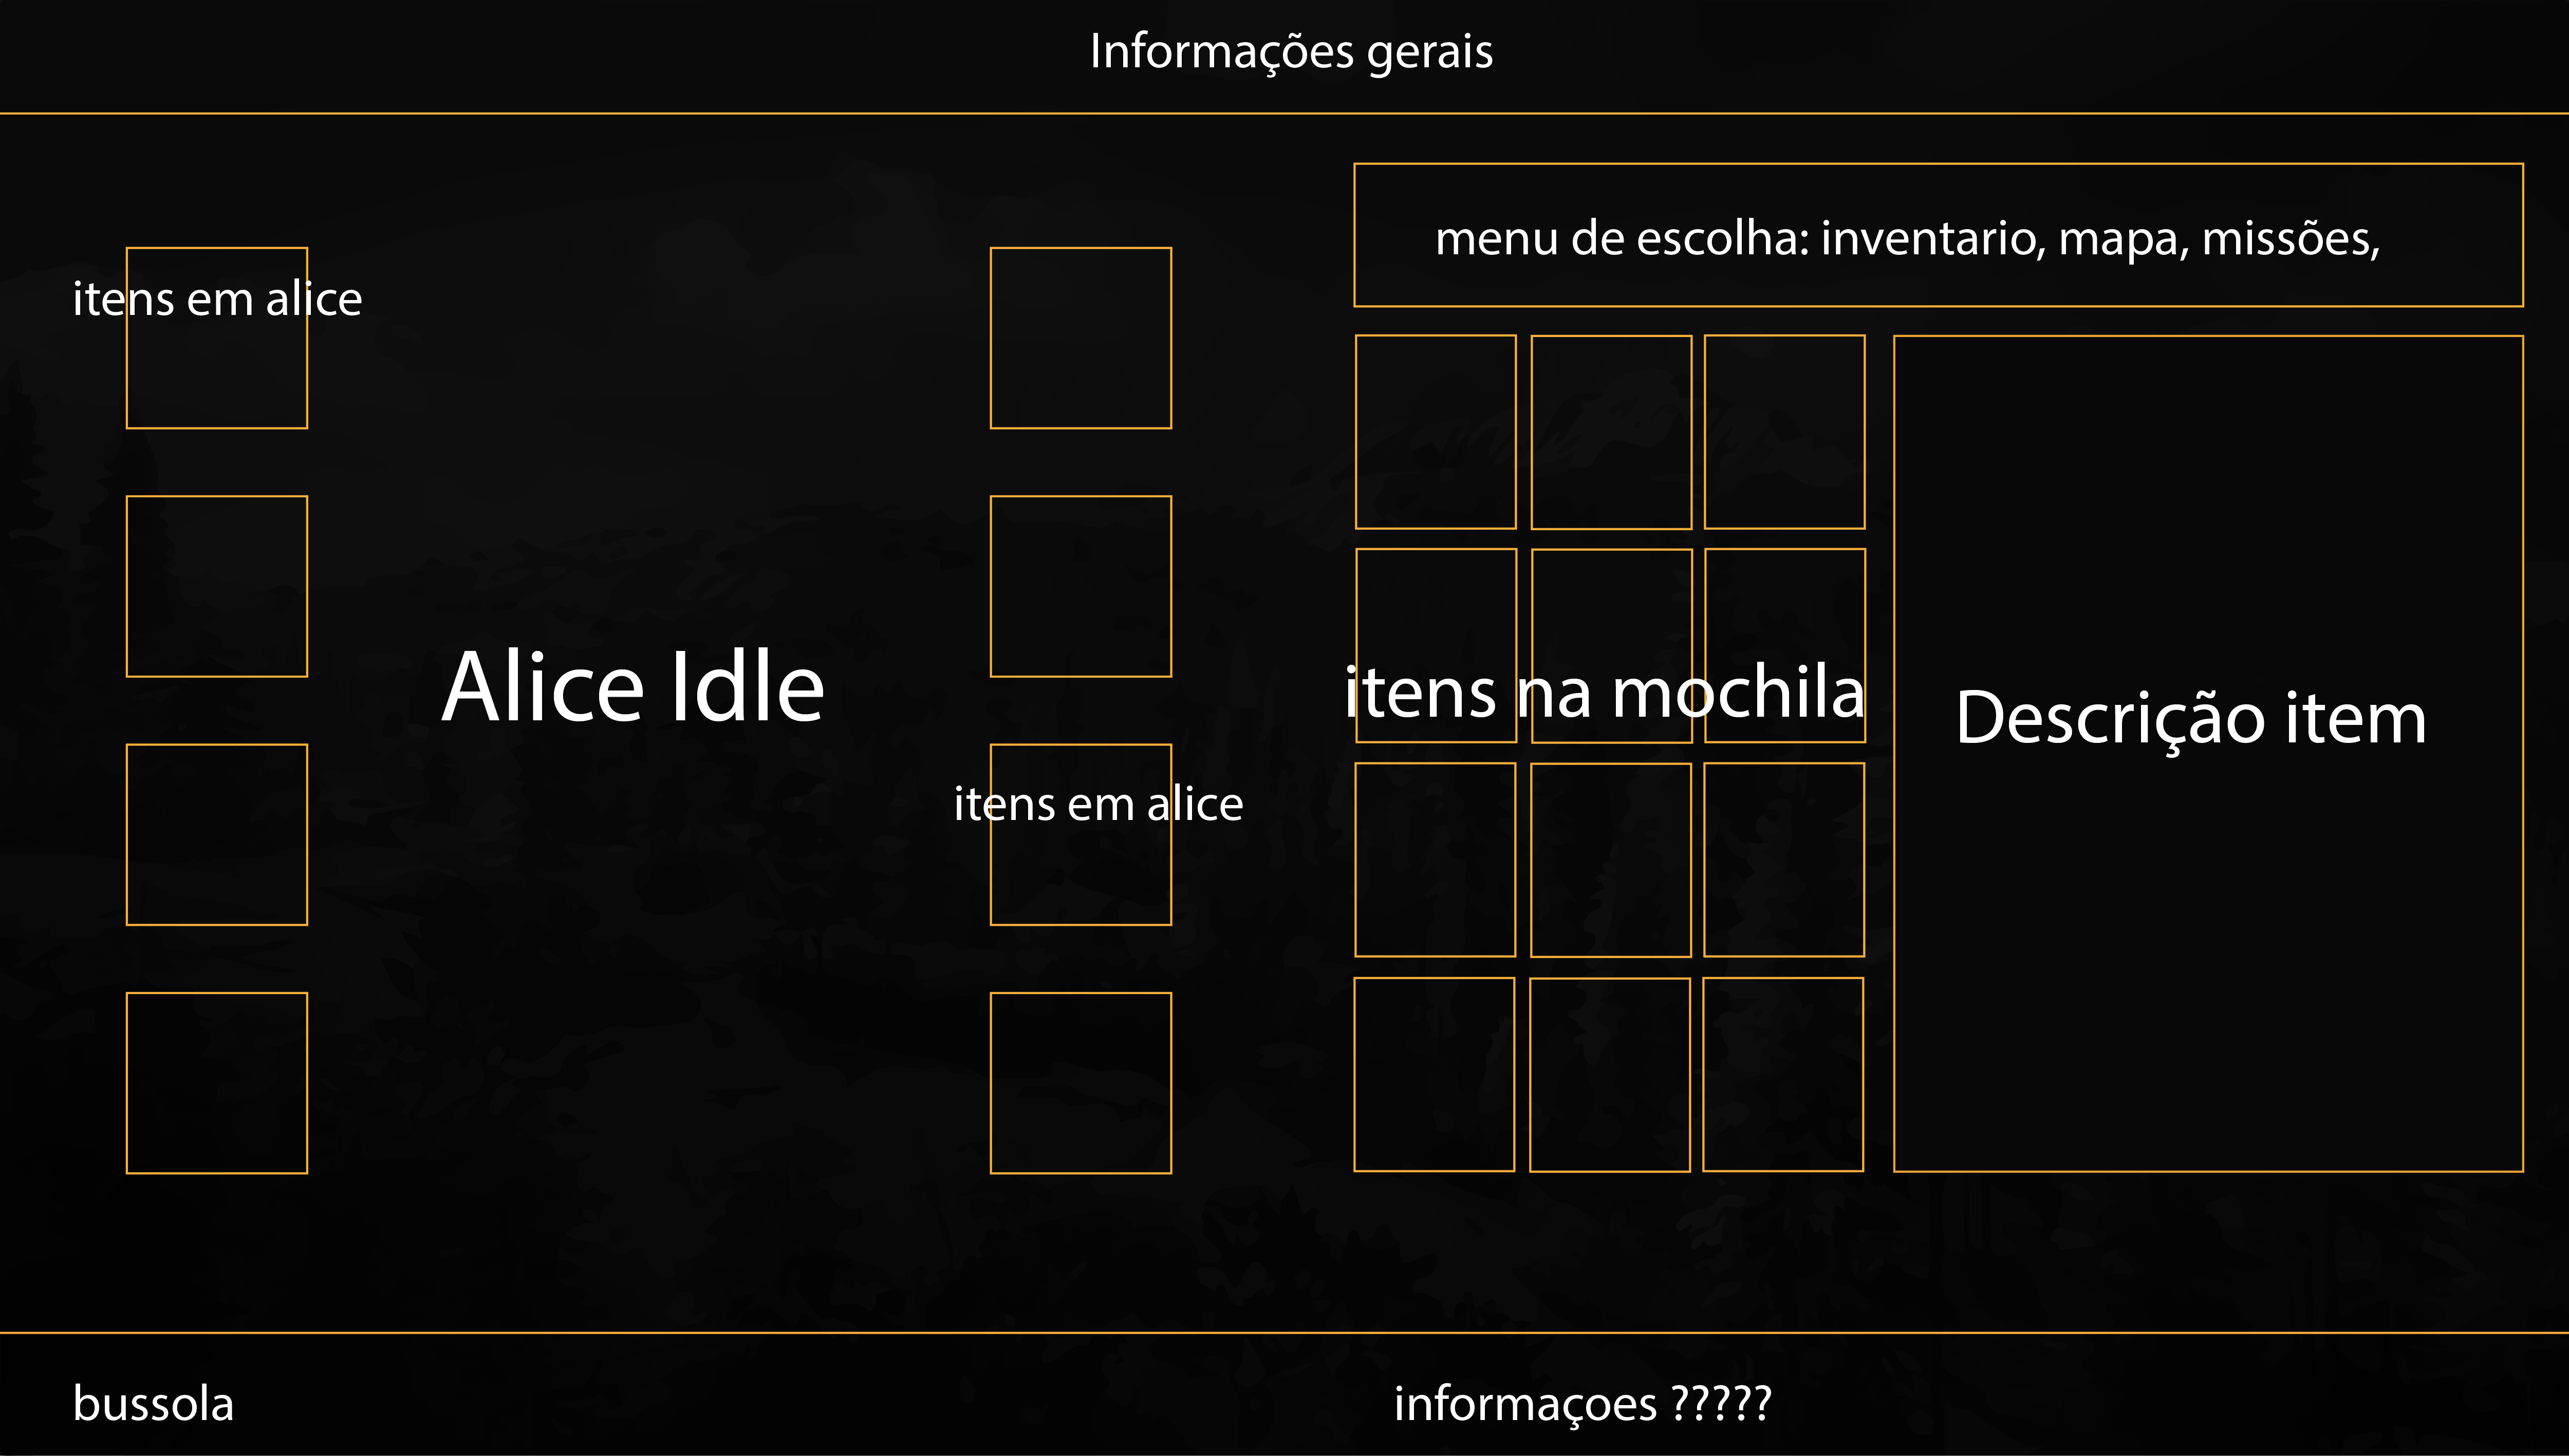 Informações gerais
menu de escolha: inventario, mapa, missões,
itens em alice
Alice Idle
itens na mochila
Descrição item
itens em alice
bussola
informaçoes ?????